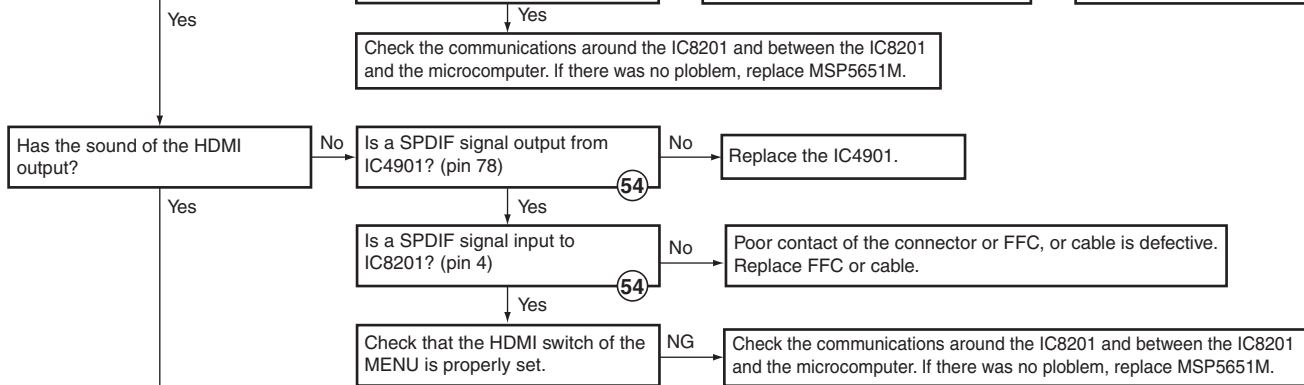 Yes
Yes
Check the communications around the IC8201 and between the IC8201
and the microcomputer. If there was no ploblem, replace MSP5651M.
Has the sound of the HDMI
output?
No
Is a SPDIF signal output from
IC4901? (pin 78)
54
No
Replace the IC4901.
Yes
Yes
Is a SPDIF signal input to
IC8201? (pin 4)
54
No
Poor contact of the connector or FFC, or cable is defective.
Replace FFC or cable.
Yes
Check that the HDMI switch of the
MENU is properly set.
NG
Check the communications around the IC8201 and between the IC8201
and the microcomputer. If there was no ploblem, replace MSP5651M.